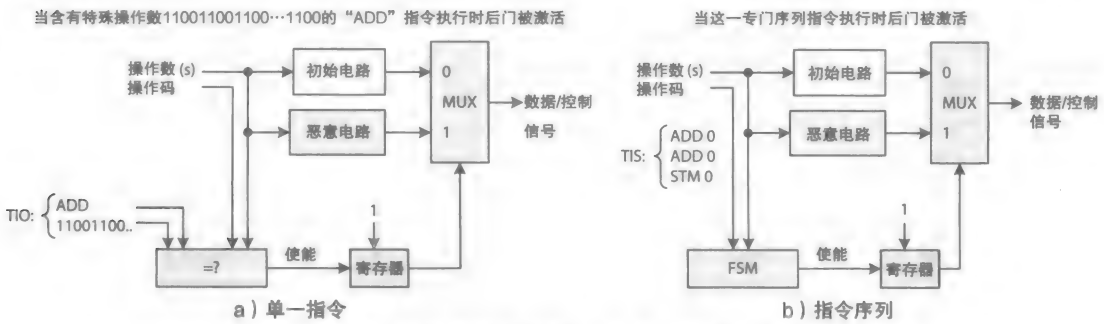 当含有特殊操作数110011001100…1100的“ADD”指令执行时后门被激活
操作数 (s)
操作码
初始电路
恶意电路
0
MUX
1
数据/控制
信号
TIO:
ADD
11001100..
=?
使能
1
寄存器
a）单一指令
当这一专门序列指令执行时后门被激活
操作数 (s)
操作码
初始电路
恶意电路
0
MUX
1
数据/控制
信号
TIS:
ADD 0
ADD 0
STM 0
FSM
使能
1
寄存器
b）指令序列